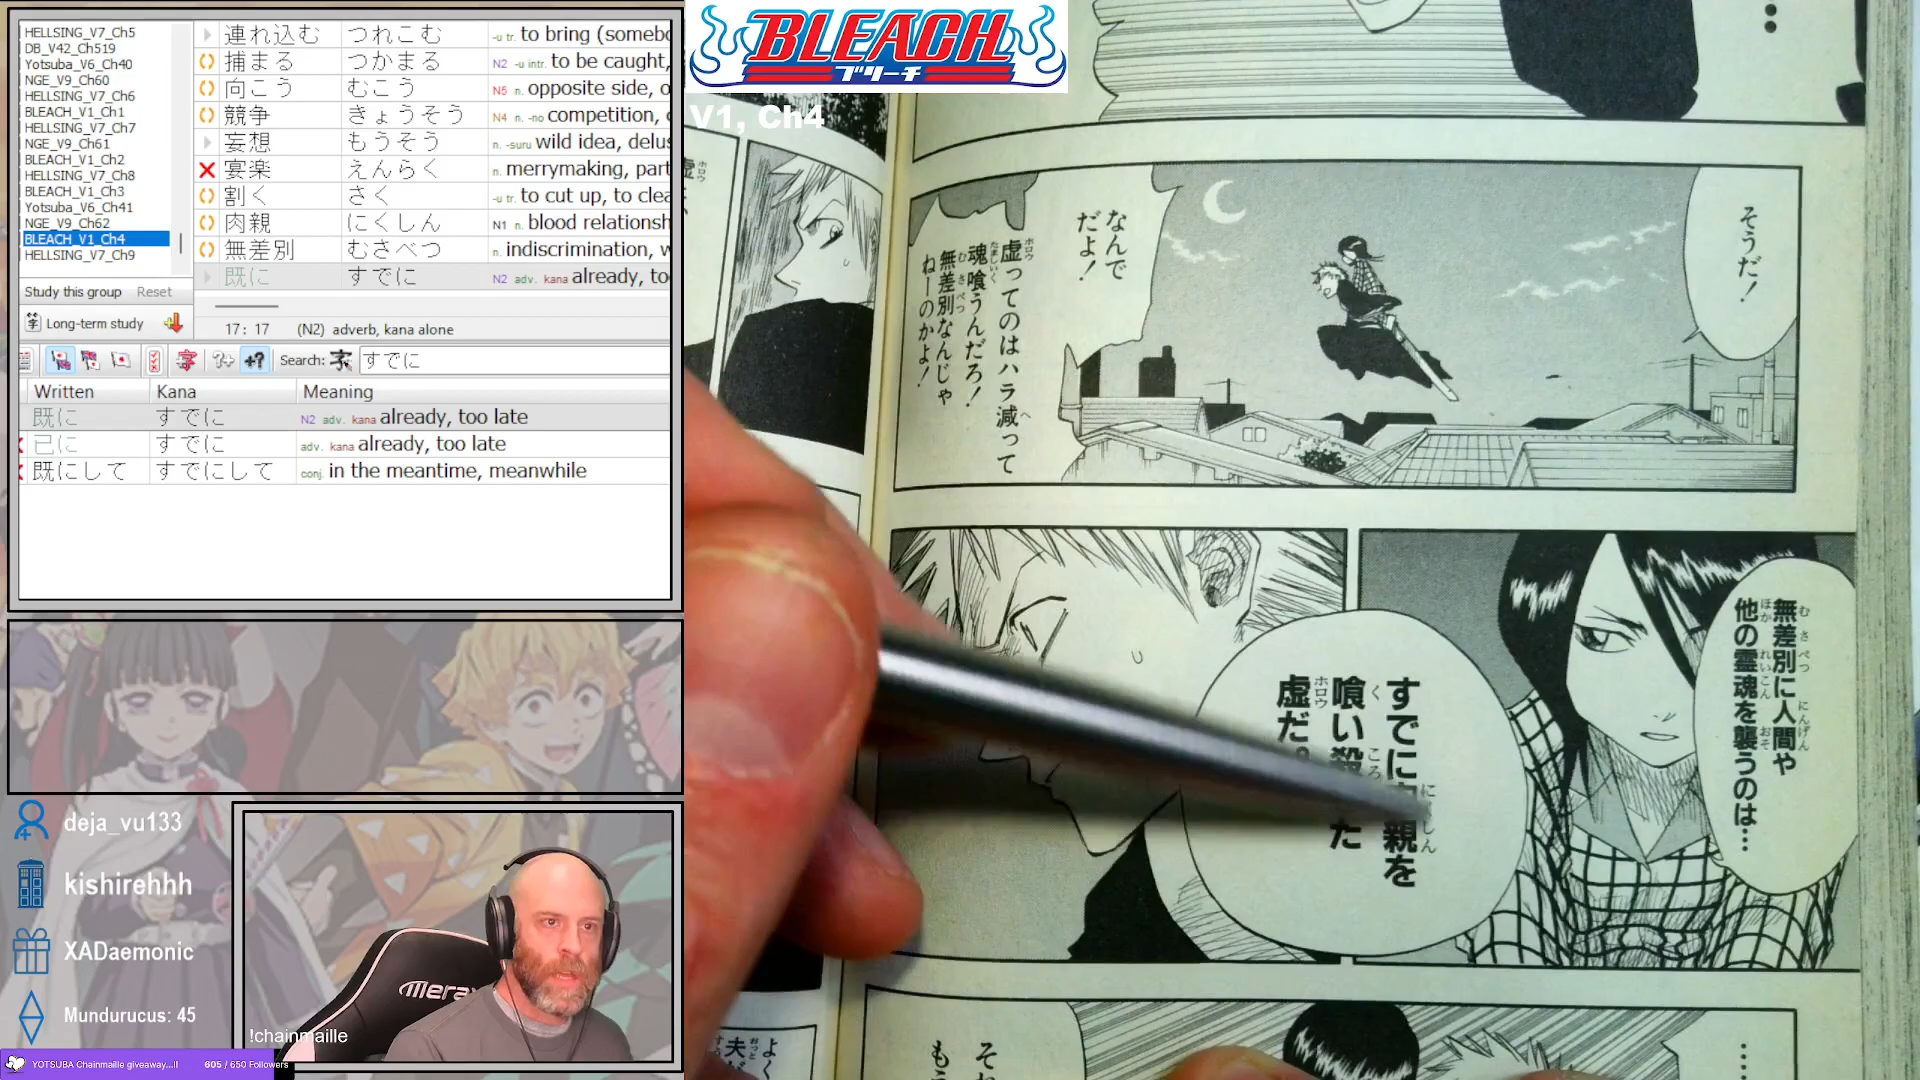 HELLSING_V7_Ch5
DB_V42_Ch519
Yotsuba_V6_Ch40
NGE_V9_Ch60
HELLSING_V7_Ch6
BLEACH_V1_Ch1
HELLSING_V7_Ch7
NGE_V9_Ch61
BLEACH_V1_Ch2
HELLSING_V7_Ch8
BLEACH_V1_Ch3
Yotsuba_V6_Ch41
NGE_V9_Ch62
BLEACH_V1_Ch4
HELLSING_V7_Ch9
Study this group Reset
Long-term study
連れ込む つれこむ -u tr. to bring (somebo
捕まる つかまる N2 -u intr. to be caught,
向こう むこう N5 n. opposite side, o
競争 きょうそう N4 n. -no competition,
妄想 もうそう n. -suru wild idea, delus
宴楽 えんらく n. merrymaking, part
割く さく -u tr. to cut up, to clea
肉親 にくしん N1 n. blood relationsh
無差別 むさべつ n. indiscrimination, w
既に すでに N2 adv. kana already, too
17: 17 (N2) adverb, kana alone
Search: すでに
Written Kana Meaning
既に すでに N2 adv. kana already, too late
已に すでに adv. kana already, too late
既にして すでにして conj. in the meantime, meanwhile
deja_vu133
kishirehhh
XADaemonic
Mundurucus: 45
YOTSUBA Chainmaille giveaway...!! 605 / 650 Followers
!chainmaille
BLEACH
ブリーチ
V1, Ch4
そうだ!
なんで
だよ!
虚ってのはハラ減って
魂喰うんだろ!
無差別なんじゃ
ねーのかよ!
無差別に人間や
他の霊魂を襲うのは…
すでに 親を
喰い殺 た
虚だ。